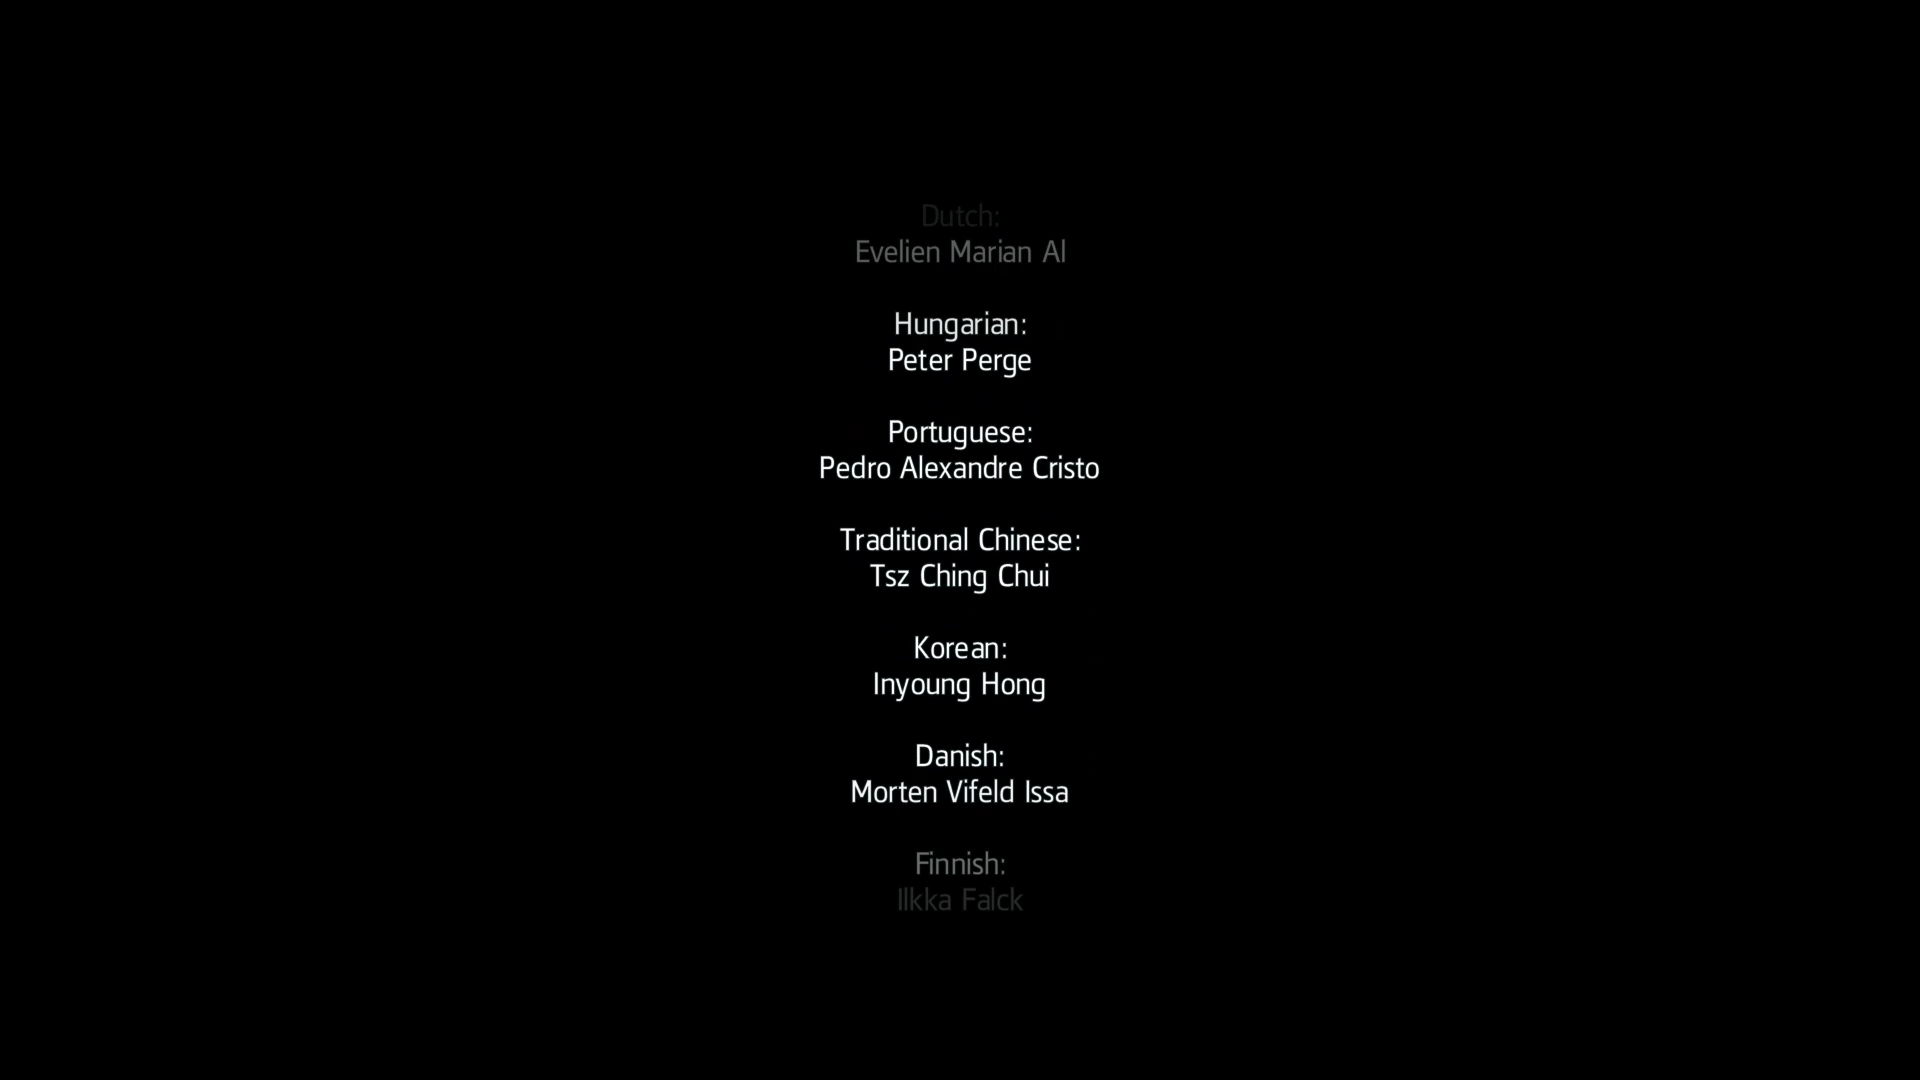 Dutch:
Evelien Marian Al
Hungarian:
Peter Perge
Portuguese:
Pedro Alexandre Cristo
Traditional Chinese:
Tsz Ching Chui
Korean:
Inyoung Hong
Danish:
Morten Vifeld Issa
Finnish:
Ilkka Falck